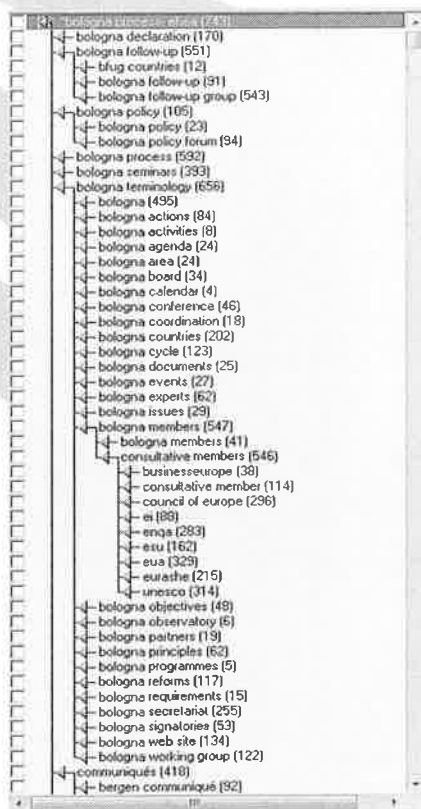 bologna process-ehea (743)
bologna declaration (170)
bologna follow-up (551)
bfug countries (12)
bologna follow-up (91)
bologna follow-up group (543)
bologna policy (105)
bologna policy (23)
bologna policy forum (94)
bologna process (592)
bologna seminars (393)
bologna terminology (656)
bologna (495)
bologna actions (84)
bologna activities (8)
bologna agenda (24)
bologna area (24)
bologna board (34)
bologna calendar (4)
bologna conference (46)
bologna coordination (18)
bologna countries (202)
bologna cycle (123)
bologna documents (25)
bologna events (27)
bologna experts (62)
bologna issues (29)
bologna members (547)
bologna members (41)
consultative members (546)
businesseurope (38)
consultative member (114)
council of europe (296)
ei (88)
enqa (283)
esu (162)
eua (329)
eurashe (215)
unesco (314)
bologna objectives (48)
bologna observatory (6)
bologna partners (19)
bologna principles (62)
bologna programmes (5)
bologna reforms (117)
bologna requirements (15)
bologna secretariat (255)
bologna signatories (53)
bologna web site (134)
bologna working group (122)
communiqués (418)
bergen communiqué (92)